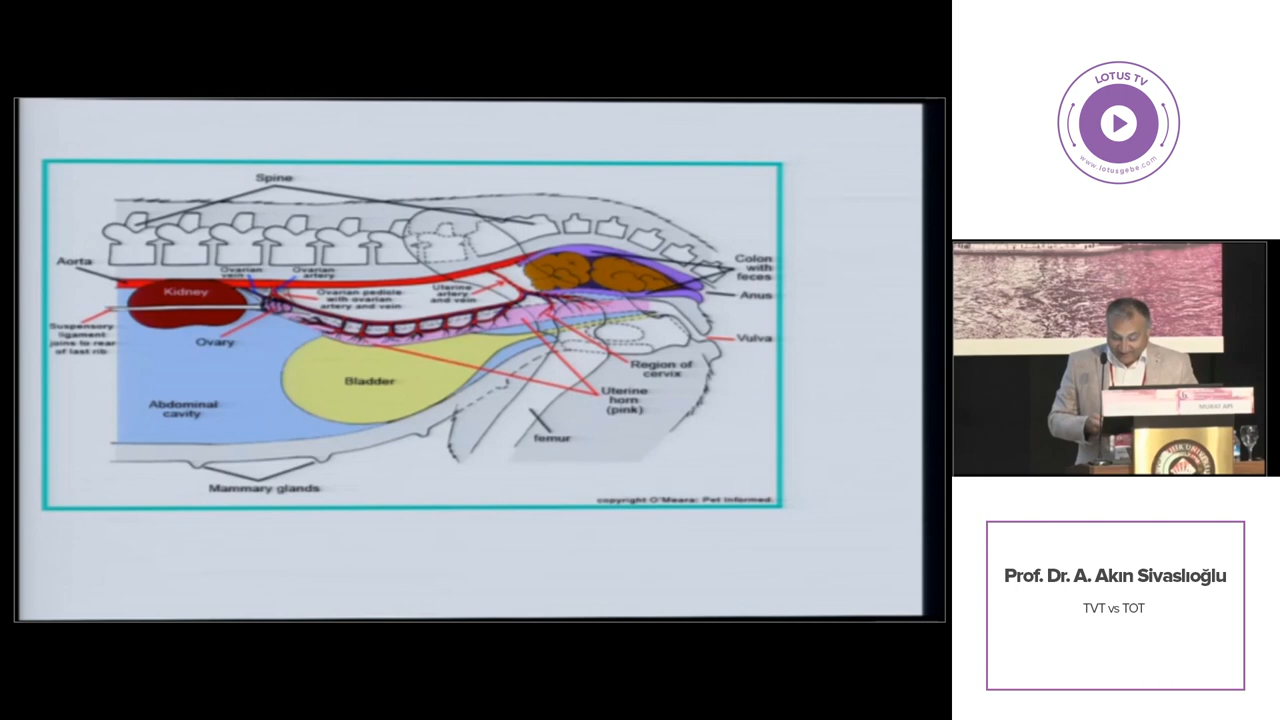 Spine
Aorta
Ovarian
vein
Ovarian
artery
Kidney
Ovarian pedicle
with ovarian
artery and vein
Uterine
artery
and vein
Colon
with
feces
Anus
Suspensory
ligament
joins to rear
of last rib
Ovary
Vulva
Region of
cervix
Bladder
Uterine
horn
(pink)
Abdominal
cavity
femur
Mammary glands
copyright O'Meara: Pet Informed.
LOTUS TV
www.lotusgebe.com
MURAT APİ
Prof. Dr. A. Akın Sivaslıoğlu
TVT vs TOT